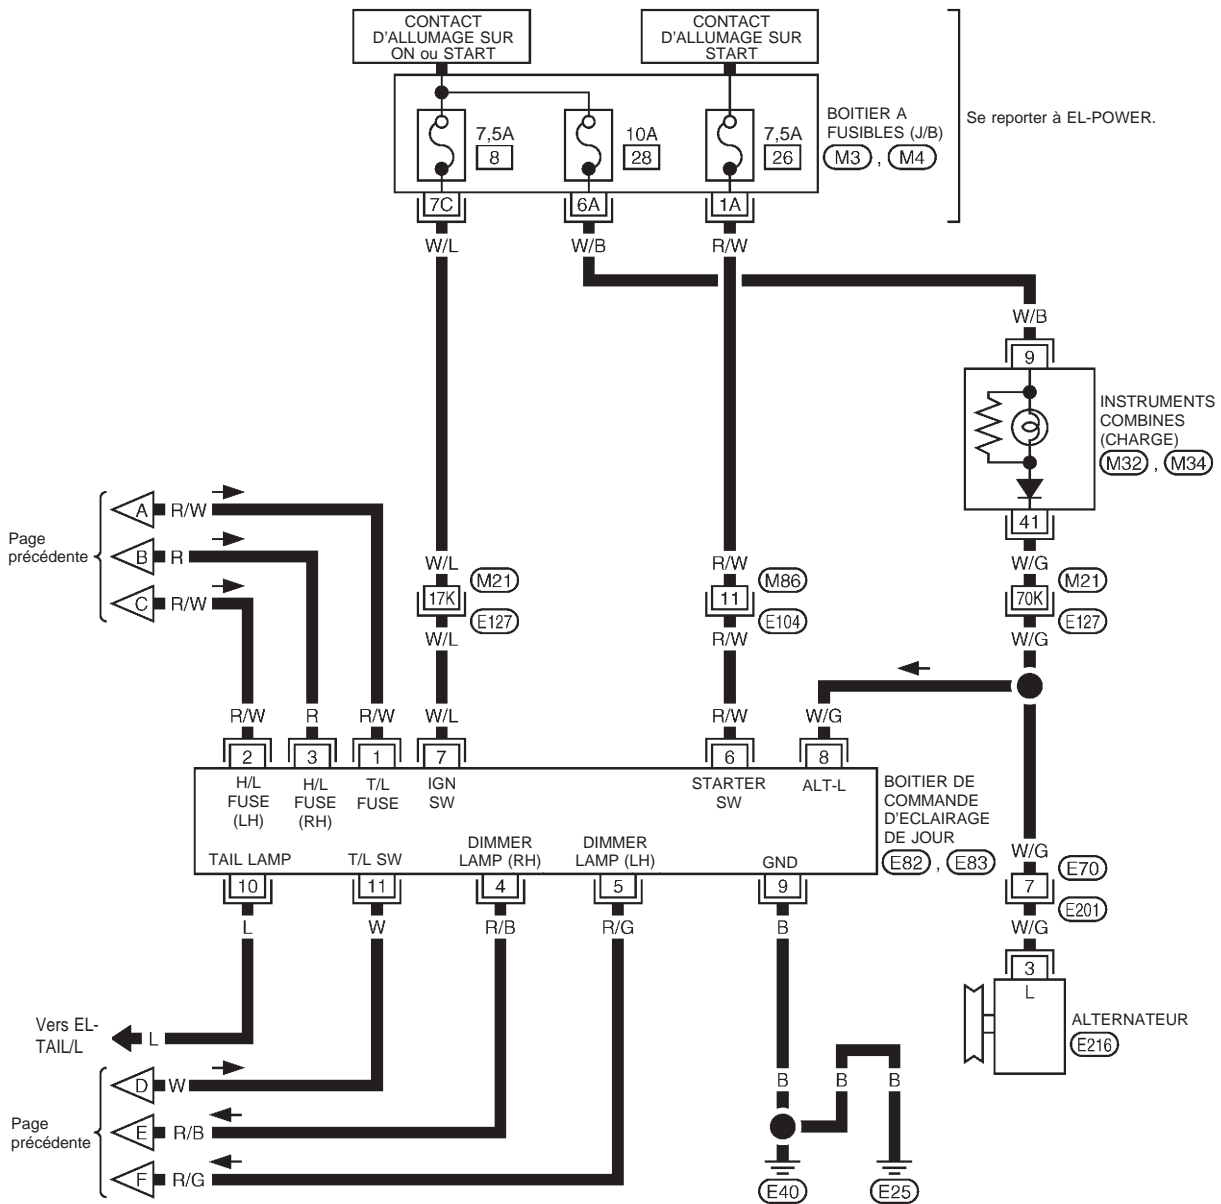 CONTACT
D'ALLUMAGE SUR
ON ou START
CONTACT
D'ALLUMAGE SUR
START
7,5A
8
10A
28
7,5A
26
BOITIER A
FUSIBLES (J/B)
M3 , M4
Se reporter à EL-POWER.
7C
6A
1A
W/L
W/B
R/W
W/B
9
INSTRUMENTS
COMBINES
(CHARGE)
M32 , M34
41
Page
précédente
A R/W
B R
C R/W
W/L
17K
M21
E127
W/L
R/W
11
M86
E104
R/W
W/G
70K
M21
E127
W/G
R/W
R
R/W
W/L
R/W
W/G
2
3
1
7
6
8
H/L
FUSE
(LH)
H/L
FUSE
(RH)
T/L
FUSE
IGN
SW
STARTER
SW
ALT-L
BOITIER DE
COMMANDE
D'ECLAIRAGE
DE JOUR
E82 , E83
TAIL LAMP
T/L SW
DIMMER
LAMP (RH)
DIMMER
LAMP (LH)
GND
10
11
4
5
9
L
W
R/B
R/G
B
W/G
7
E70
E201
W/G
3
L
ALTERNATEUR
E216
Vers EL-
TAIL/L
L
Page
précédente
D W
E R/B
F R/G
B
B
B
E40
E25